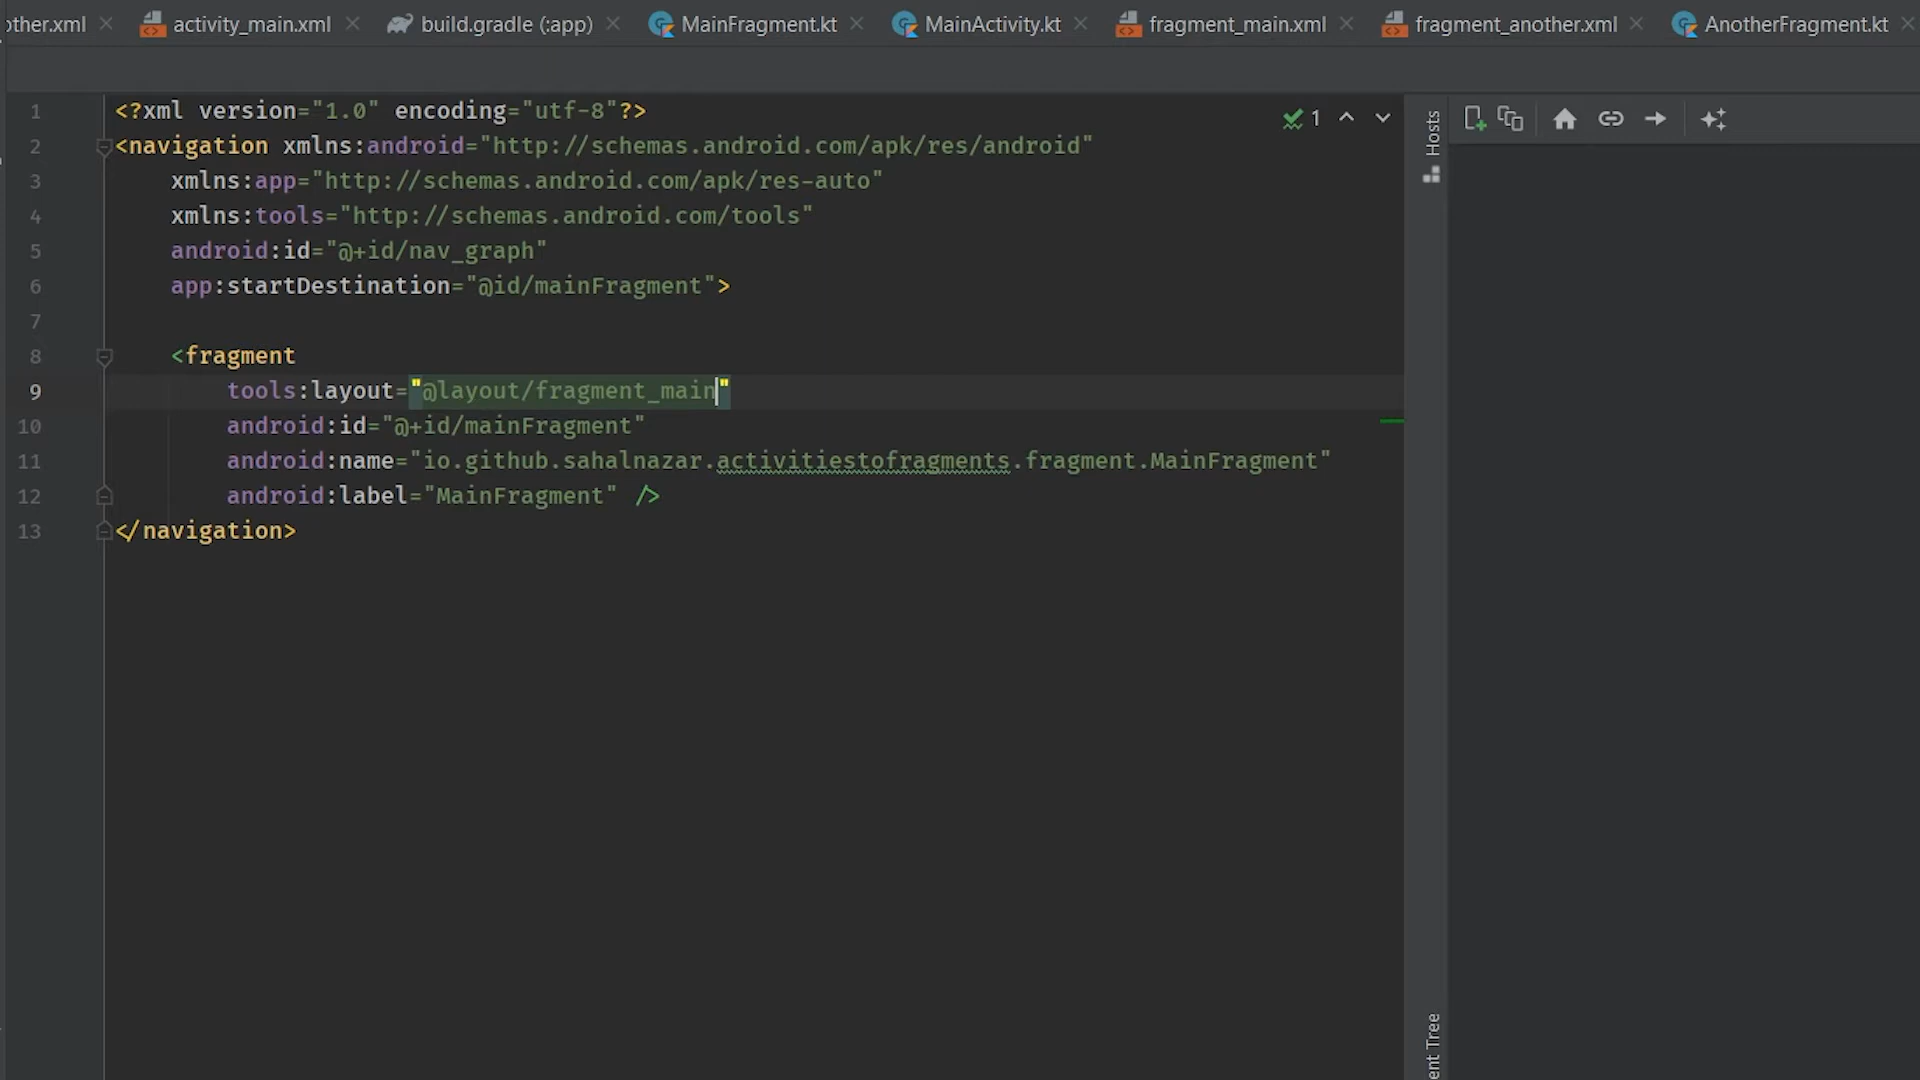 other.xml activity_main.xml build.gradle (:app) MainFragment.kt MainActivity.kt fragment_main.xml fragment_another.xml AnotherFragment.kt
1 <?xml version="1.0" encoding="utf-8"?>
2 <navigation xmlns:android="http://schemas.android.com/apk/res/android"
3 xmlns:app="http://schemas.android.com/apk/res-auto"
4 xmlns:tools="http://schemas.android.com/tools"
5 android:id="@+id/nav_graph"
6 app:startDestination="@id/mainFragment">
7
8 <fragment
9 tools:layout="@layout/fragment_main"
10 android:id="@+id/mainFragment"
11 android:name="io.github.sahalnazar.activitiestofragments.fragment.MainFragment"
12 android:label="MainFragment" />
13 </navigation>
1
Hosts
ent Tree